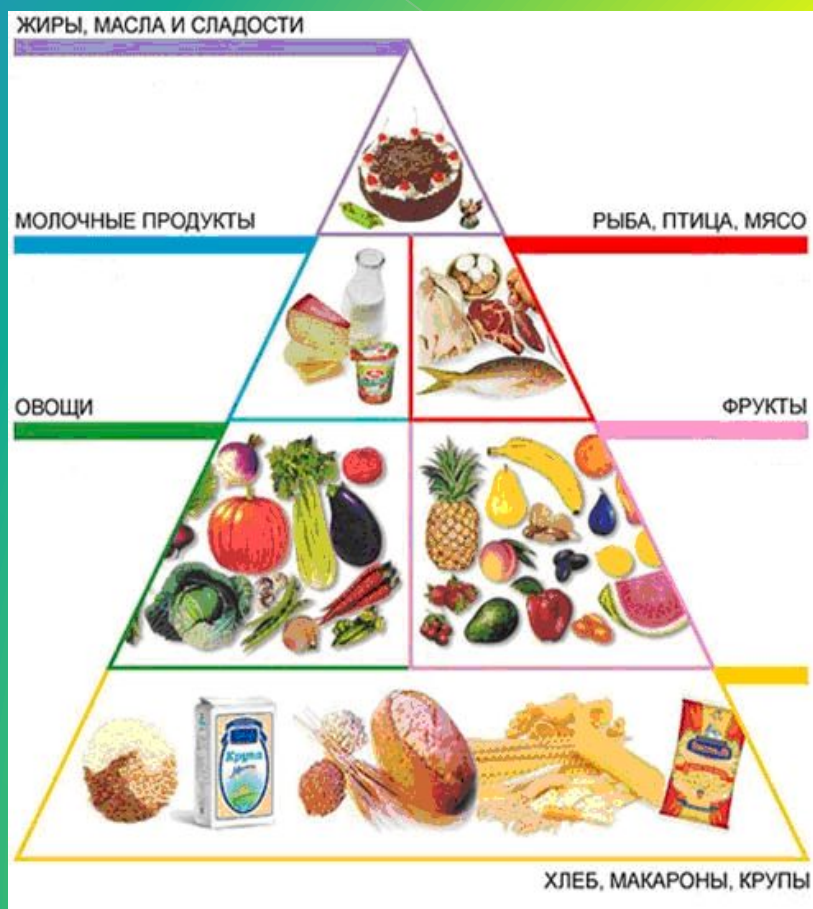 ЖИРЫ, МАСЛА И СЛАДОСТИ
МОЛОЧНЫЕ ПРОДУКТЫ
РЫБА, ПТИЦА, МЯСО
ОВОЩИ
ФРУКТЫ
Крупа
ХЛЕБ, МАКАРОНЫ, КРУПЫ